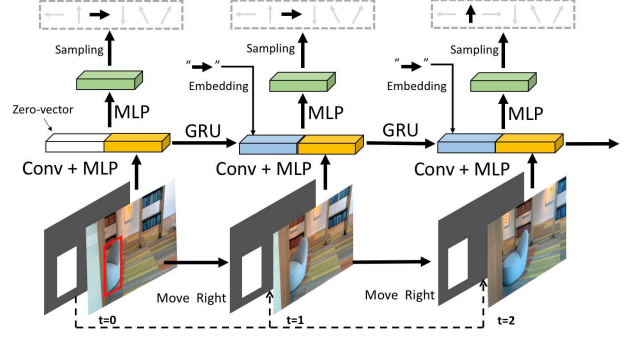 Sampling
Sampling
Sampling
“ ”
Embedding
“ ”
Embedding
Zero-vector
MLP
MLP
MLP
GRU
GRU
Conv + MLP
Conv + MLP
Conv + MLP
Move Right
Move Right
t=0
t=1
t=2